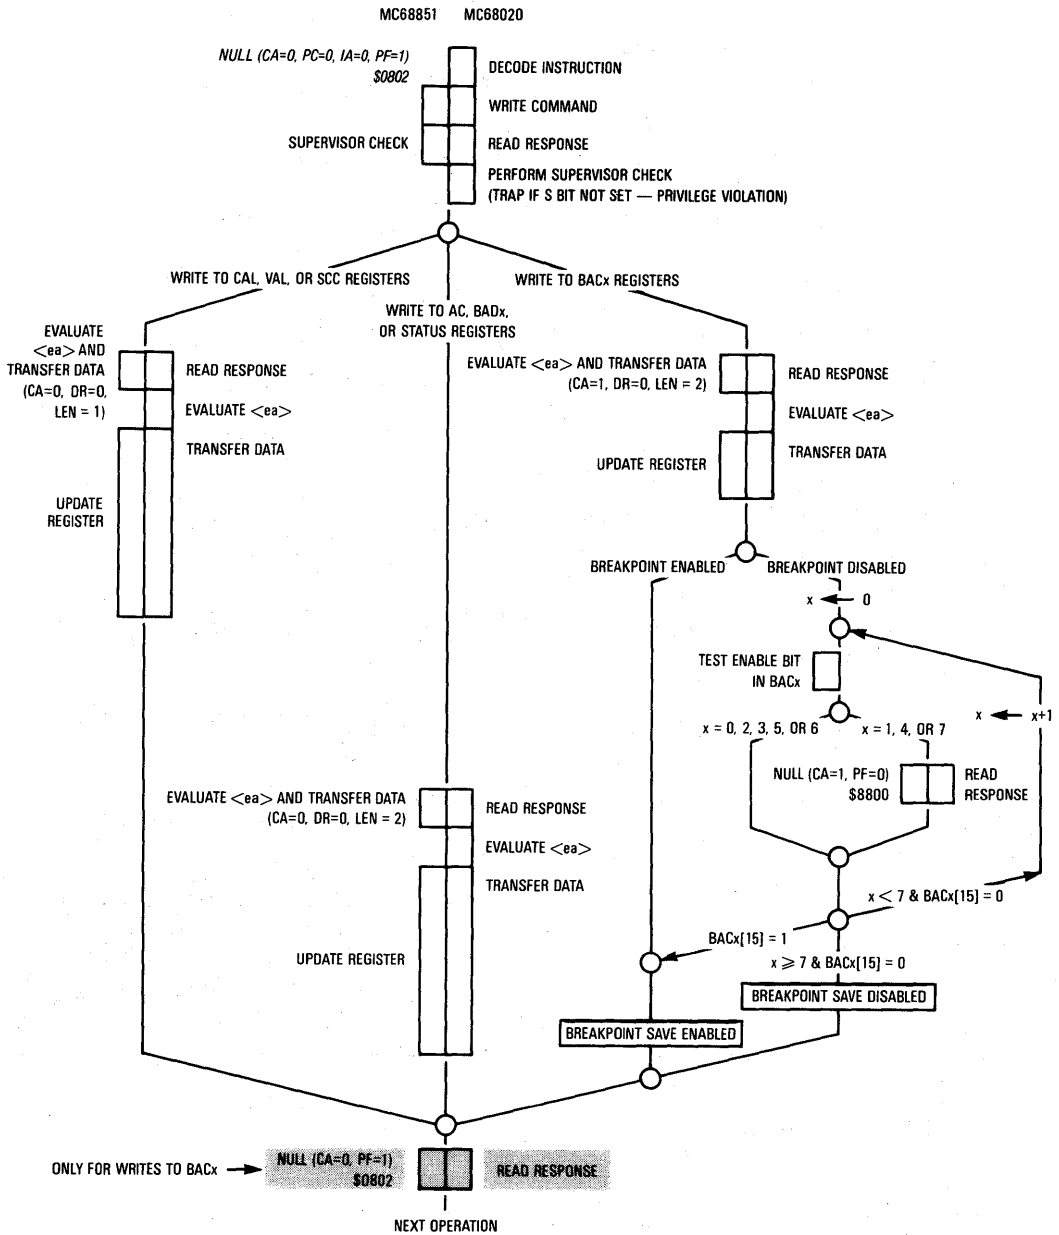 MC68851 MC68020
NULL (CA=0, PC=0, IA=0, PF=1)
$0802
DECODE INSTRUCTION
WRITE COMMAND
SUPERVISOR CHECK
READ RESPONSE
PERFORM SUPERVISOR CHECK
(TRAP IF S BIT NOT SET — PRIVILEGE VIOLATION)
WRITE TO CAL, VAL, OR SCC REGISTERS
WRITE TO AC, BADx,
OR STATUS REGISTERS
WRITE TO BACx REGISTERS
EVALUATE
<ea> AND
TRANSFER DATA
(CA=0, DR=0,
LEN = 1)
READ RESPONSE
EVALUATE <ea>
TRANSFER DATA
UPDATE
REGISTER
EVALUATE <ea> AND TRANSFER DATA
(CA=1, DR=0, LEN = 2)
READ RESPONSE
EVALUATE <ea>
TRANSFER DATA
UPDATE REGISTER
BREAKPOINT ENABLED
BREAKPOINT DISABLED
x ← 0
TEST ENABLE BIT
IN BACx
x ← x+1
x = 0, 2, 3, 5, OR 6
x = 1, 4, OR 7
NULL (CA=1, PF=0)
$8800
READ
RESPONSE
EVALUATE <ea> AND TRANSFER DATA
(CA=0, DR=0, LEN = 2)
READ RESPONSE
EVALUATE <ea>
TRANSFER DATA
UPDATE REGISTER
x < 7 & BACx[15] = 0
BACx[15] = 1
x ⩾ 7 & BACx[15] = 0
BREAKPOINT SAVE DISABLED
BREAKPOINT SAVE ENABLED
ONLY FOR WRITES TO BACx →
NULL (CA=0, PF=1)
$0802
READ RESPONSE
NEXT OPERATION